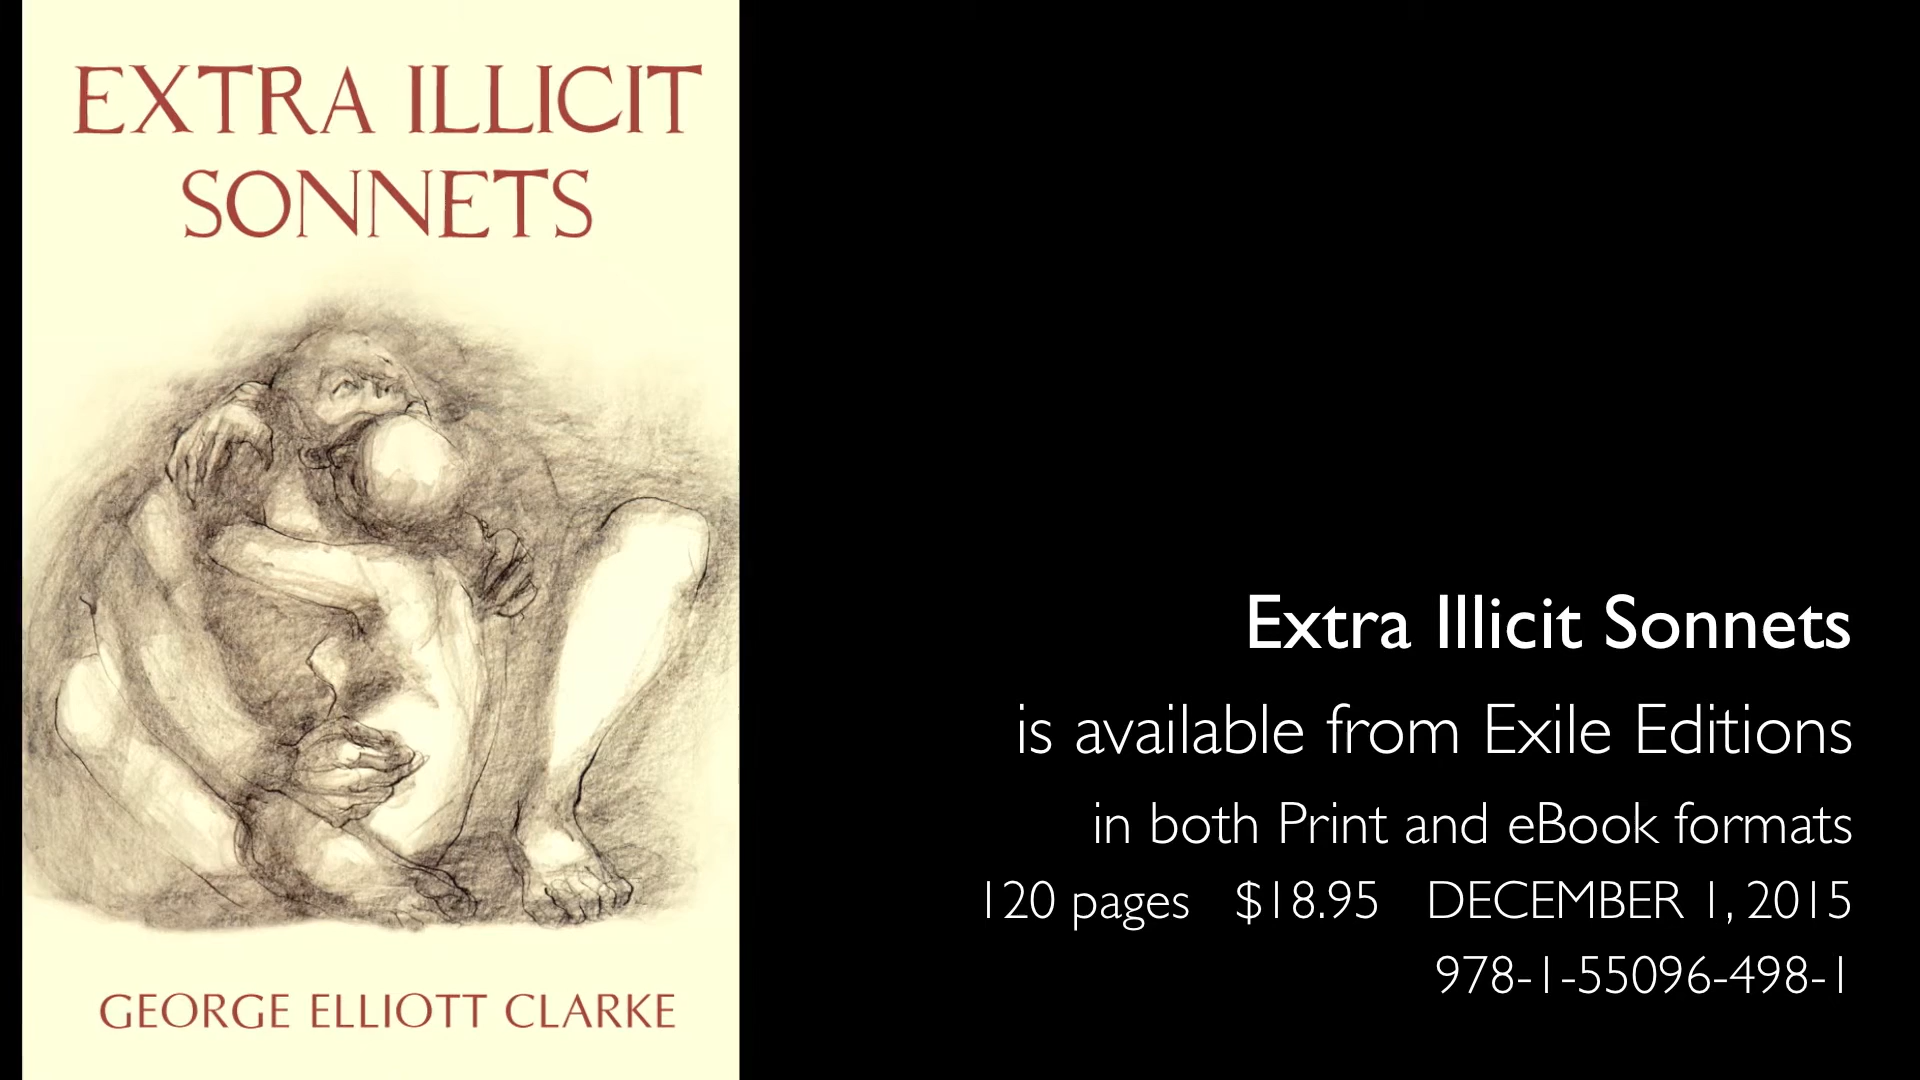 EXTRA ILLICIT
SONNETS
GEORGE ELLIOTT CLARKE
Extra Illicit Sonnets
is available from Exile Editions
in both Print and eBook formats
120 pages $18.95 DECEMBER 1, 2015
978-1-55096-498-1